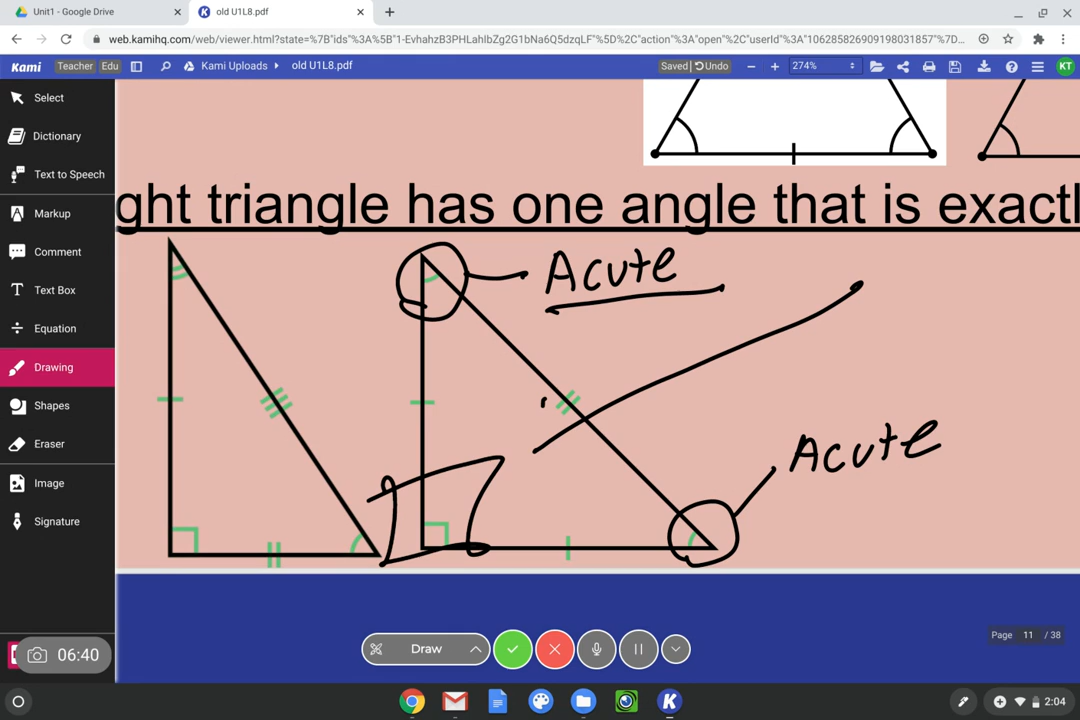 Unit1 - Google Drive
old U1L8.pdf
web.kamihq.com/web/viewer.html?state=%7B"ids"%3A%5B"1-EvhahzB3PHLahIbZg2G1bNa6Q5dzqLF"%5D%2C"action"%3A"open"%2C"userId"%3A"106285826909198031857"%7D...
Kami
Teacher
Edu
Kami Uploads
old U1L8.pdf
Saved
Undo
274%
KT
Select
Dictionary
Text to Speech
Markup
Comment
Text Box
Equation
Drawing
Shapes
Eraser
Image
Signature
ght triangle has one angle that is exactl
Acute
Acute
Page 11 / 38
06:40
Draw
2:04